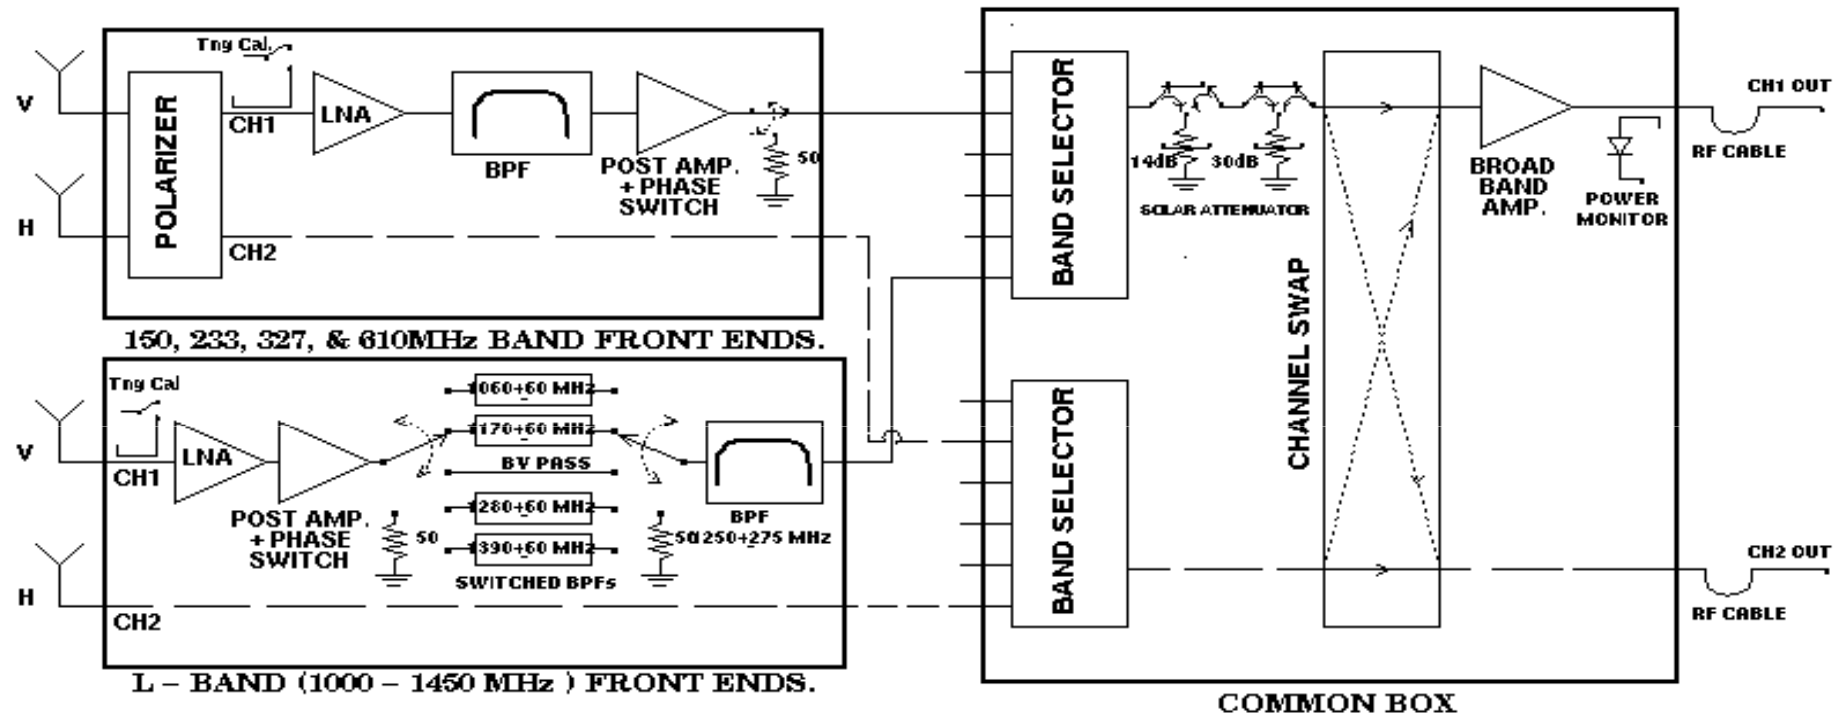 V
H
POLARIZER
Tng Cal.
CH1
LNA
BPF
POST AMP.
+ PHASE
SWITCH
50
CH2
150, 233, 327, & 610MHz BAND FRONT ENDS.
V
H
Tng Cal
CH1
LNA
POST AMP.
+ PHASE
SWITCH
50
1060+60 MHz
1170+60 MHz
BY PASS
1280+60 MHz
1390+60 MHz
SWITCHED BPFs
50
BPF
1250+275 MHz
CH2
L – BAND (1000 – 1450 MHz ) FRONT ENDS.
BAND SELECTOR
14dB
30dB
SOLAR ATTENUATOR
BAND SELECTOR
CHANNEL SWAP
BROAD
BAND
AMP.
POWER
MONITOR
CH1 OUT
RF CABLE
CH2 OUT
RF CABLE
COMMON BOX